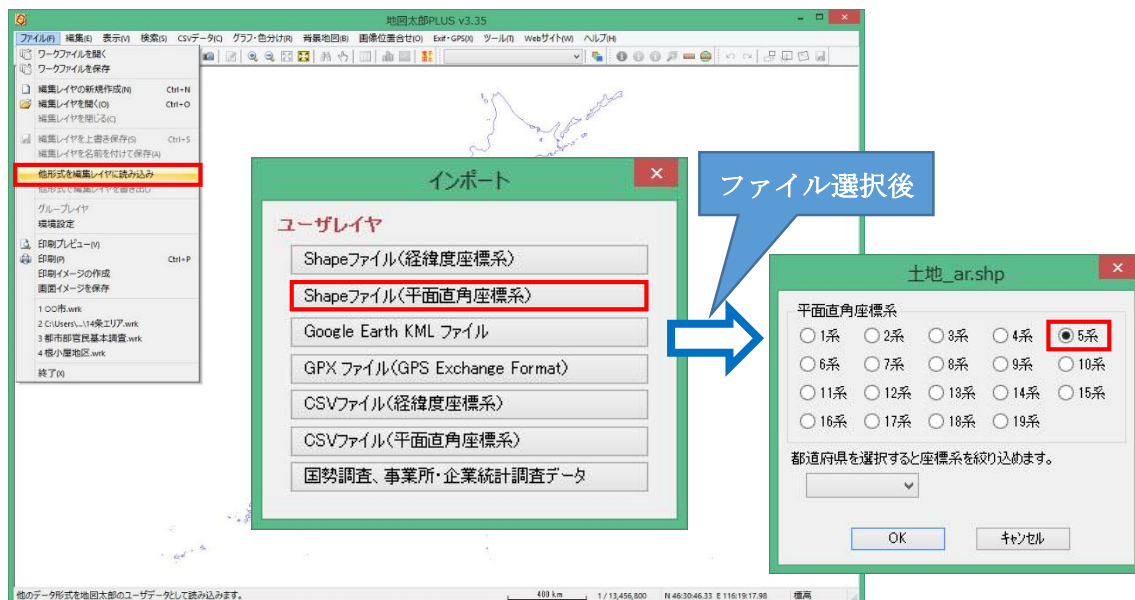 地図太郎PLUS v3.35
ファイル(F) 編集(E) 表示(V) 検索(S) CSVデータ(C) グラフ・色分け(R) 背景地図(B) 画像位置合せ(O) Exif・GPS(X) ツール(T) Webサイト(W) ヘルプ(H)
ワークファイルを開く
ワークファイルを保存
編集レイヤの新規作成(N) Ctrl+N
編集レイヤを開く(O) Ctrl+O
編集レイヤを閉じる(C)
編集レイヤを上書き保存(S) Ctrl+S
編集レイヤを名前を付けて保存(A)
他形式を編集レイヤに読み込み
他形式で編集レイヤを書き出し
グループレイヤ
環境設定
印刷プレビュー(V)
印刷(P) Ctrl+P
印刷イメージの作成
画面イメージを保存
1 〇〇市.wrk
2 C:\Users\...\14条エリア.wrk
3 都市部官民基本調査.wrk
4 根小屋地区.wrk
終了(X)
インポート
ユーザレイヤ
Shapeファイル(経緯度座標系)
Shapeファイル(平面直角座標系)
Google Earth KML ファイル
GPX ファイル(GPS Exchange Format)
CSVファイル(経緯度座標系)
CSVファイル(平面直角座標系)
国勢調査、事業所・企業統計調査データ
ファイル選択後
土地_ar.shp
平面直角座標系
1系 2系 3系 4系 5系
6系 7系 8系 9系 10系
11系 12系 13系 14系 15系
16系 17系 18系 19系
都道府県を選択すると座標系を絞り込めます。
OK キャンセル
他のデータ形式を地図太郎のユーザデータとして読み込みます。 400 km 1 / 13,456,800 N 46:30:46.33 E 116:19:17.98 標高